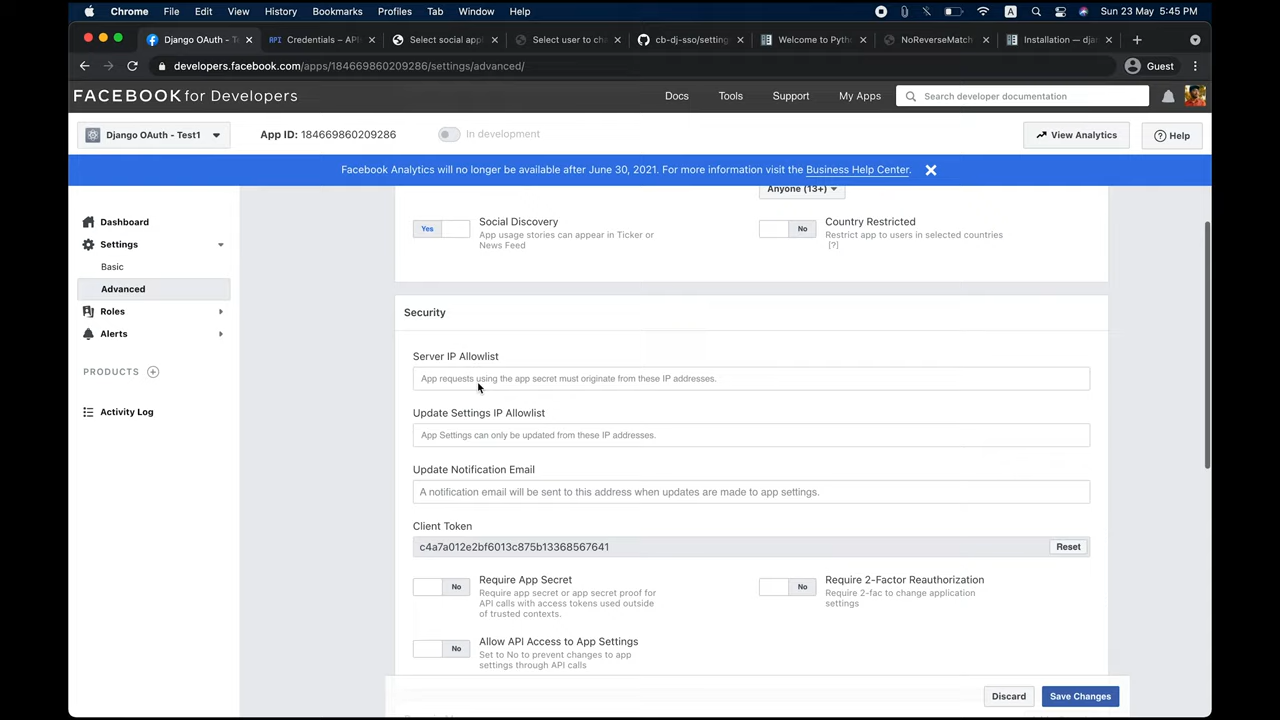 Chrome File Edit View History Bookmarks Profiles Tab Window Help A Sun 23 May 5:45 PM
Django OAuth - Te API Credentials – API Select social app Select user to ch cb-dj-sso/setting Welcome to Pyth NoReverseMatch Installation — djan
developers.facebook.com/apps/184669860209286/settings/advanced/ Guest
FACEBOOK for Developers Docs Tools Support My Apps Search developer documentation
Django OAuth - Test1 App ID: 184669860209286 In development View Analytics Help
Facebook Analytics will no longer be available after June 30, 2021. For more information visit the Business Help Center.
Anyone (13+)
Dashboard
Settings
Basic
Advanced
Roles
Alerts
PRODUCTS
Activity Log
Yes Social Discovery
App usage stories can appear in Ticker or
News Feed
No Country Restricted
Restrict app to users in selected countries
[?]
Security
Server IP Allowlist
App requests using the app secret must originate from these IP addresses.
Update Settings IP Allowlist
App Settings can only be updated from these IP addresses.
Update Notification Email
A notification email will be sent to this address when updates are made to app settings.
Client Token
c4a7a012e2bf6013c875b13368567641 Reset
No Require App Secret
Require app secret or app secret proof for
API calls with access tokens used outside
of trusted contexts.
No Require 2-Factor Reauthorization
Require 2-fac to change application
settings
No Allow API Access to App Settings
Set to No to prevent changes to app
settings through API calls
Discard Save Changes